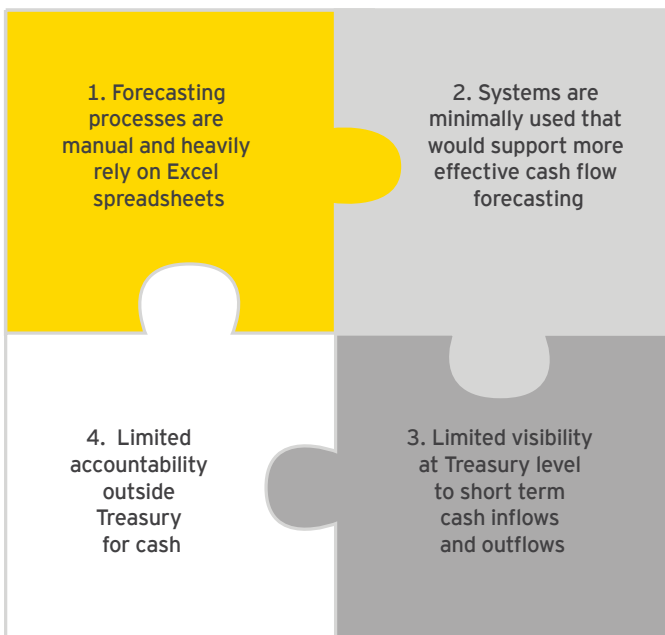 1. Forecasting
processes are
manual and heavily
rely on Excel
spreadsheets
2. Systems are
minimally used that
would support more
effective cash flow
forecasting
3. Limited visibility
at Treasury level
to short term
cash inflows
and outflows
4. Limited
accountability
outside
Treasury
for cash